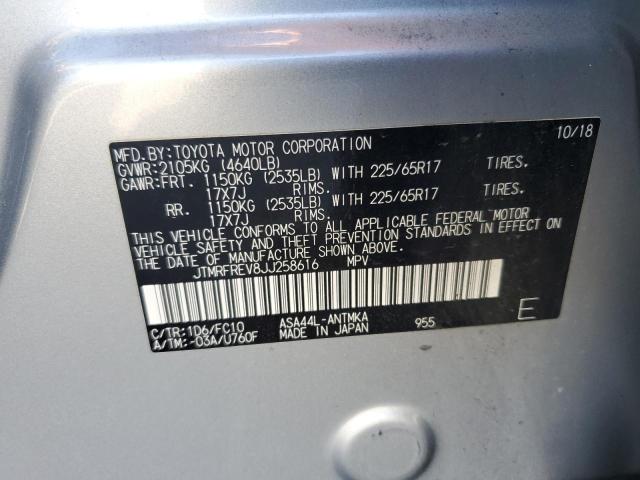 MFD.BY:TOYOTA MOTOR CORPORATION 10/18
GVWR:2105KG (4640LB)
GAWR:FRT. 1150KG (2535LB) WITH 225/65R17 TIRES.
17X7J RIMS.
RR. 1150KG (2535LB) WITH 225/65R17 TIRES.
17X7J RIMS.
THIS VEHICLE CONFORMS TO ALL APPLICABLE FEDERAL MOTOR
VEHICLE SAFETY AND THEFT PREVENTION STANDARDS IN EFFECT ON
THE DATE OF MANUFACTURE SHOWN ABOVE.
JTMRFREV8JJ258616 MPV
C/TR:1D6/FC10 ASA44L-ANTMKA 955 E
A/TM:-03A/U760F MADE IN JAPAN